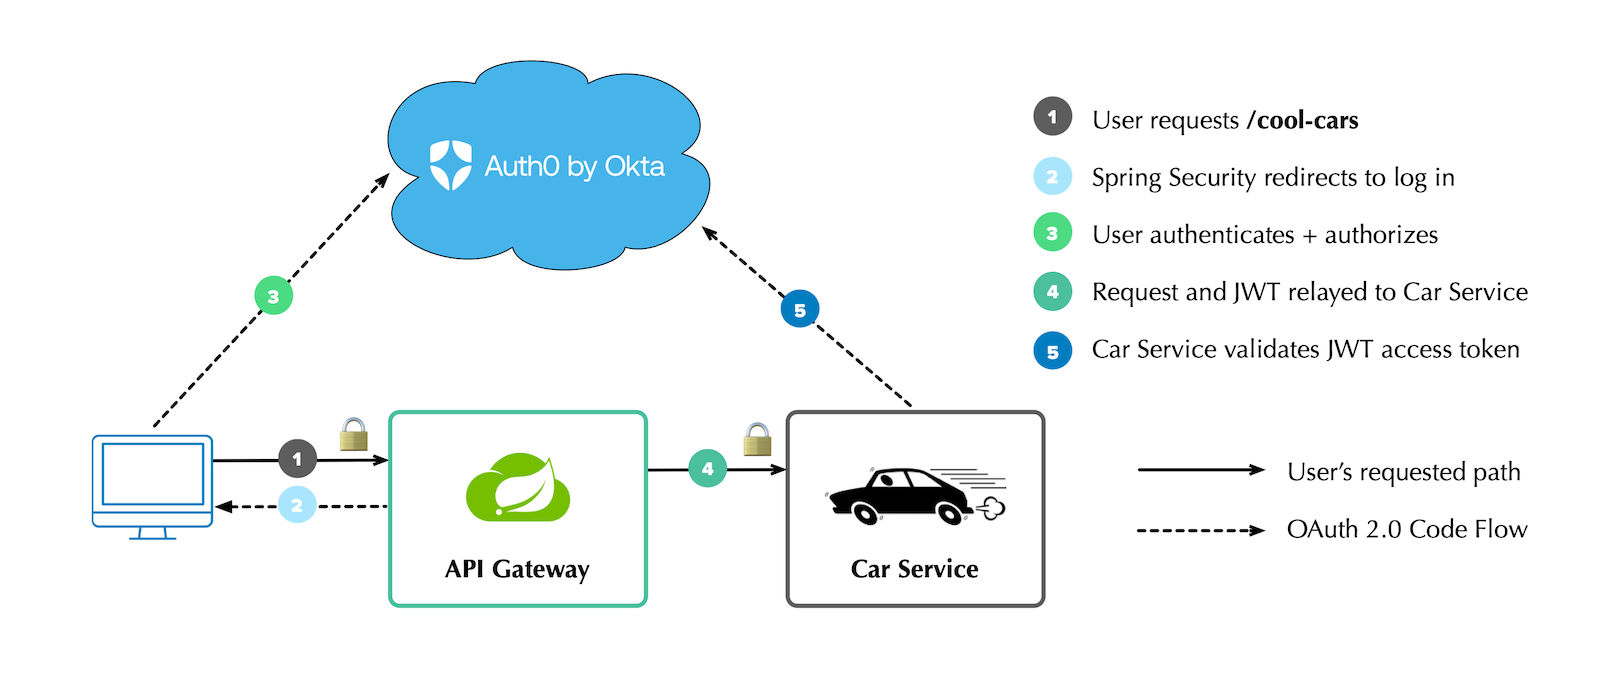 Auth0 by Okta
1 User requests /cool-cars
2 Spring Security redirects to log in
3 User authenticates + authorizes
4 Request and JWT relayed to Car Service
5 Car Service validates JWT access token
3
5
1
2
4
API Gateway
Car Service
User’s requested path
OAuth 2.0 Code Flow